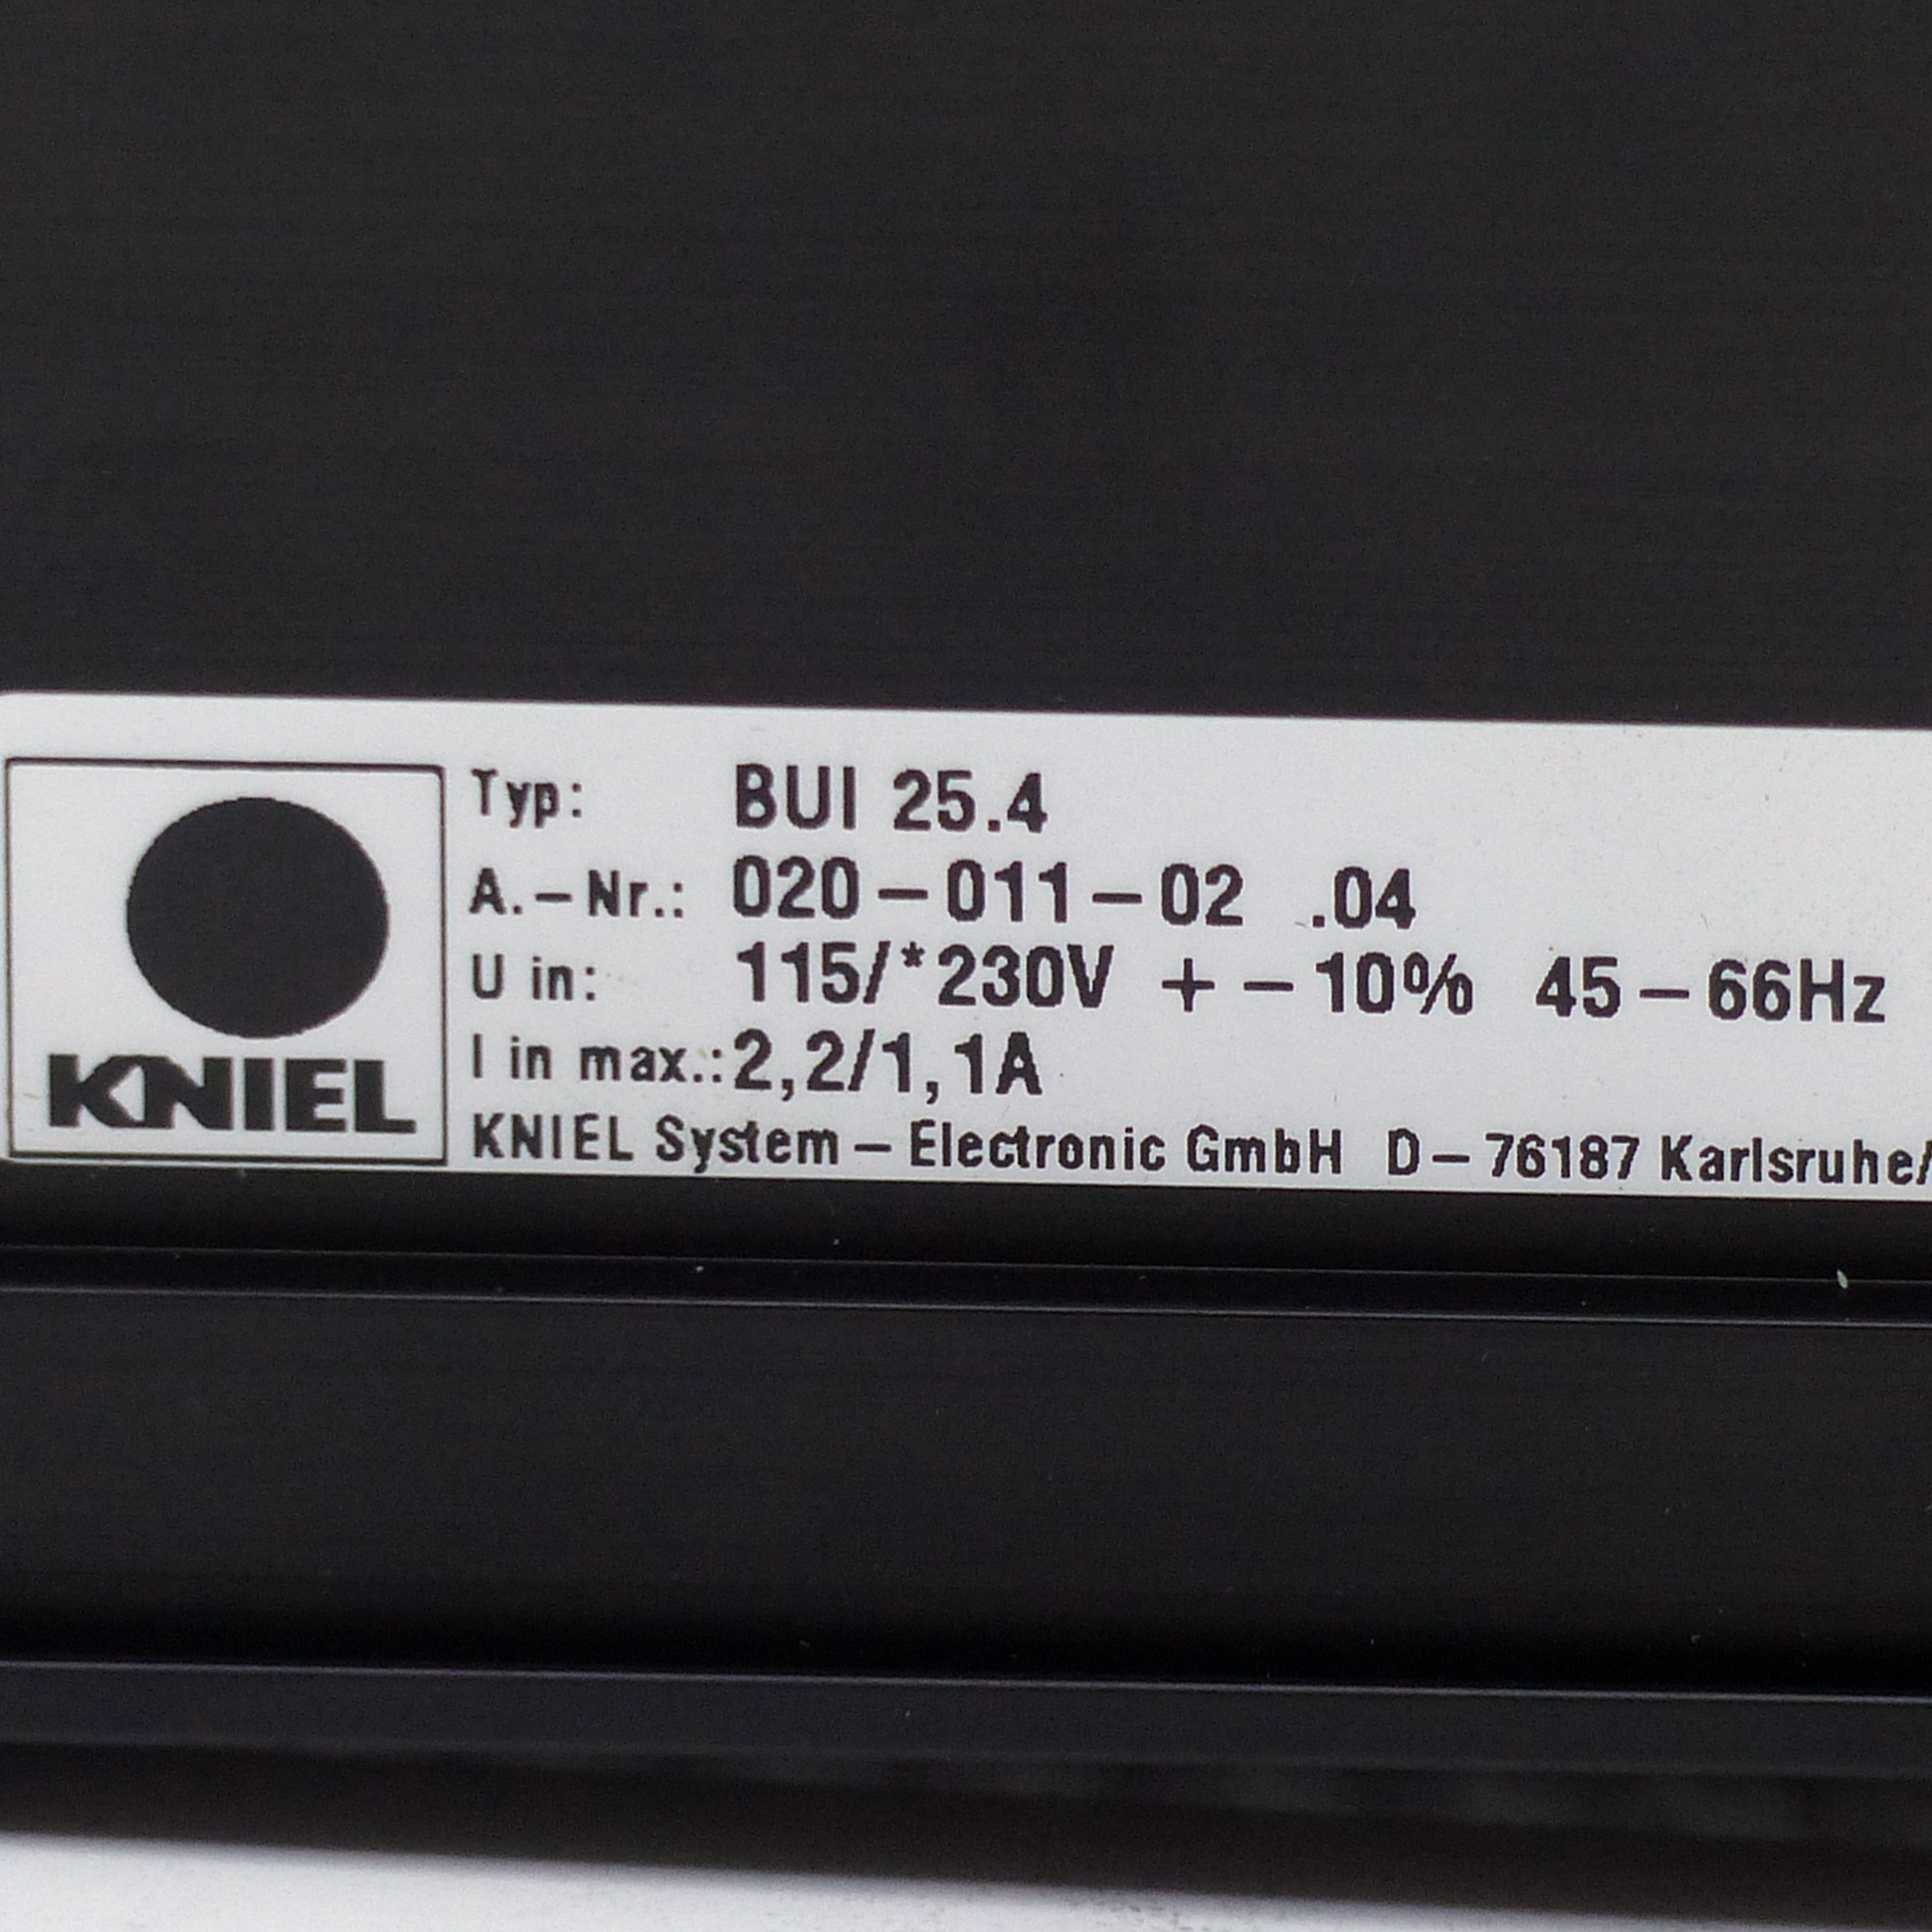 KNIEL
Typ: BUI 25.4
A.-Nr.: 020-011-02 .04
U in: 115/*230V +-10% 45-66Hz
I in max.: 2,2/1,1A
KNIEL System-Electronic GmbH D-76187 Karlsruhe/